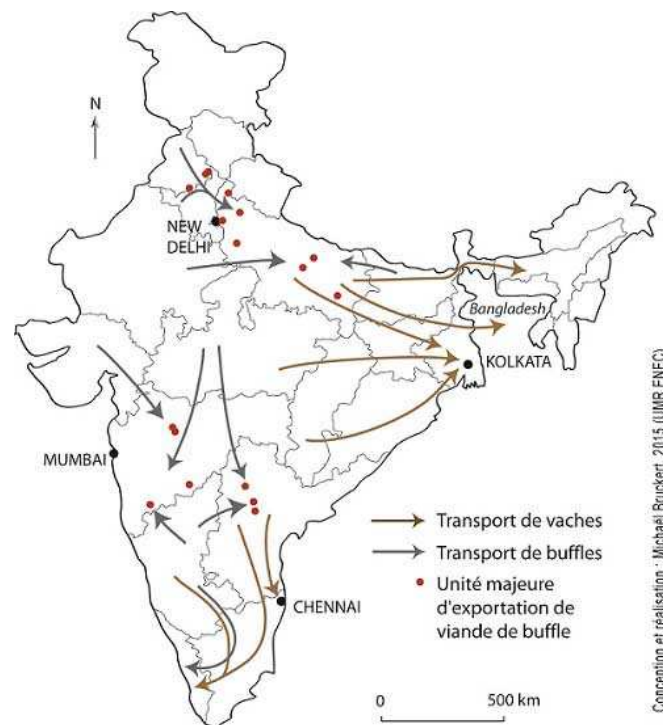 N
NEW
DELHI
Bangladesh
KOLKATA
MUMBAI
CHENNAI
Transport de vaches
Transport de buffles
Unité majeure
d'exportation de
viande de buffle
0 500 km
Conception et réalisation : Michaël Bruckert, 2015 (UMR ENEC)